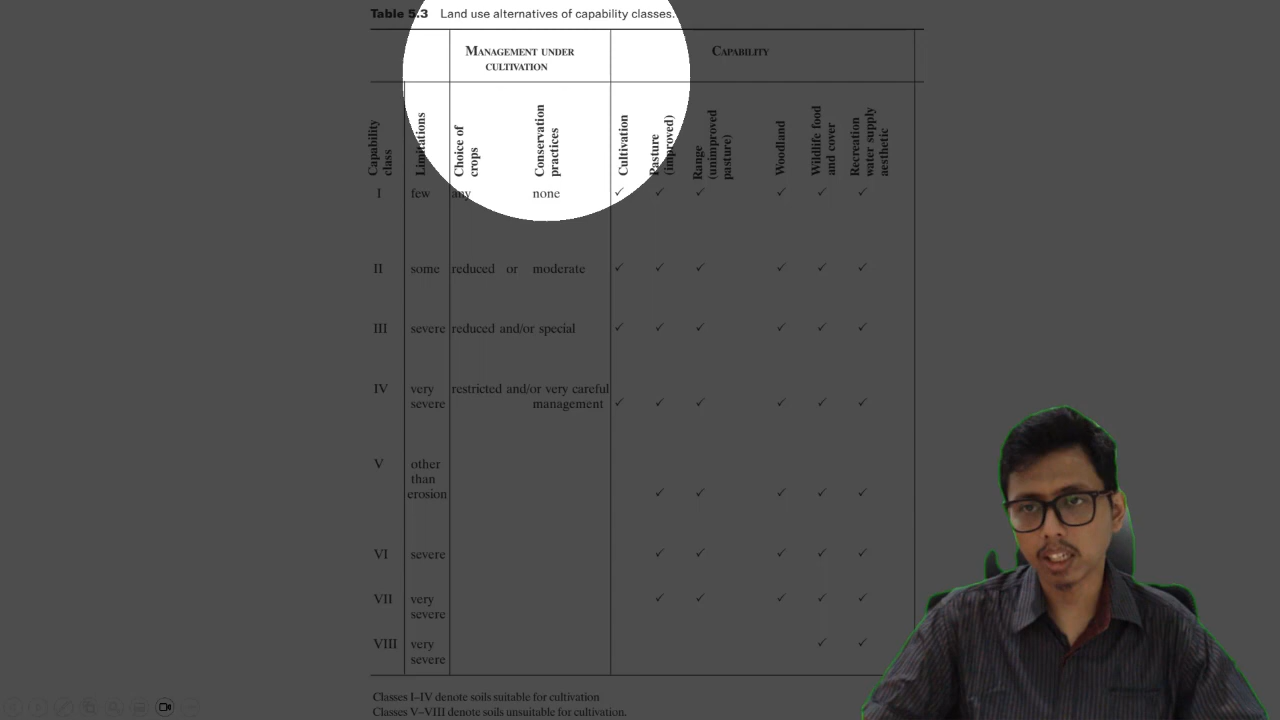 Table 5.3 Land use alternatives of capability classes.
MANAGEMENT UNDER
CULTIVATION
CAPABILITY
Capability
class
Limitations
Choice of
crops
Conservation
practices
Cultivation
Pasture
(improved)
Range
(unimproved
pasture)
Woodland
Wildlife food
and cover
Recreation
water supply
aesthetic
I few any none ✓ ✓ ✓ ✓ ✓ ✓
II some reduced or moderate ✓ ✓ ✓ ✓ ✓ ✓
III severe reduced and/or special ✓ ✓ ✓ ✓ ✓ ✓
IV very restricted and/or very careful
severe management ✓ ✓ ✓ ✓ ✓ ✓
V other
than
erosion ✓ ✓ ✓ ✓ ✓
VI severe ✓ ✓ ✓ ✓ ✓
VII very ✓ ✓ ✓ ✓ ✓
severe
VIII very ✓ ✓
severe
Classes I–IV denote soils suitable for cultivation
Classes V–VIII denote soils unsuitable for cultivation.